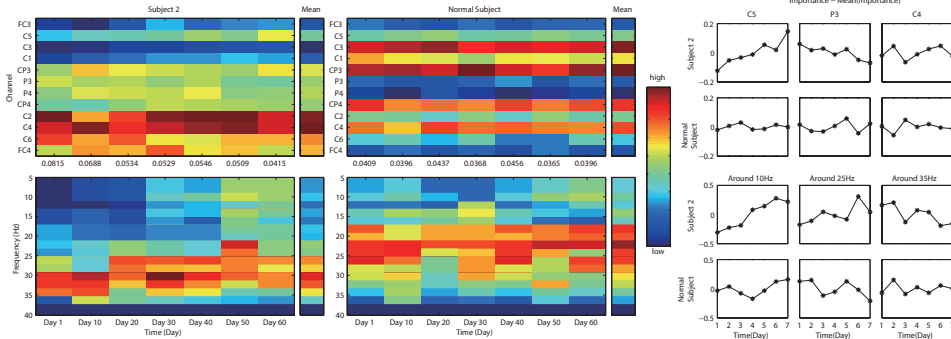 Importance − Mean(Importance)
Subject 2
Mean
Normal Subject
Mean
C5
P3
C4
FC3
C5
C3
C1
CP3
P3
P4
CP4
C2
C4
C6
FC4
Channel
0.0815
0.0688
0.0534
0.0529
0.0546
0.0509
0.0415
FC3
C5
C3
C1
CP3
P3
P4
CP4
C2
C4
C6
FC4
0.0409
0.0396
0.0437
0.0368
0.0456
0.0365
0.0396
high
low
0.2
0
−0.2
Subject 2
0.2
0
−0.2
Normal
Subject
5
10
15
20
25
30
35
40
Frequency(Hz)
Day 1
Day 10
Day 20
Day 30
Day 40
Day 50
Day 60
Time (Day)
5
10
15
20
25
30
35
40
Day 1
Day 10
Day 20
Day 30
Day 40
Day 50
Day 60
Time (Day)
Around 10Hz
Around 25Hz
Around 35Hz
0.5
0
−0.5
Subject 2
0.5
0
−0.5
Normal
Subject
1 2 3 4 5 6 7
Time(Day)
1 2 3 4 5 6 7
Time(Day)
1 2 3 4 5 6 7
Time(Day)